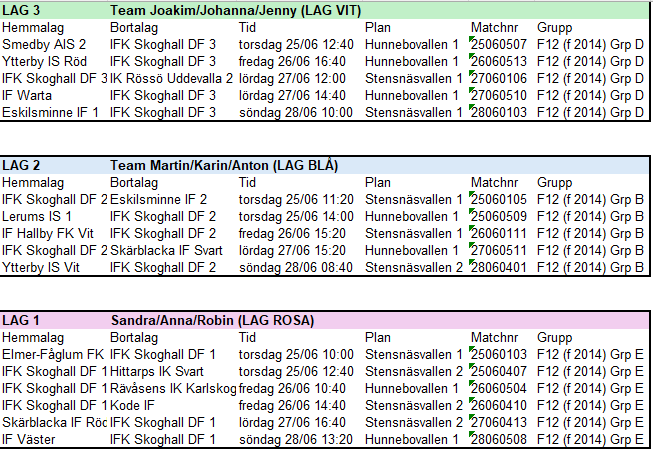 LAG 3 Team Joakim/Johanna/Jenny (LAG VIT)
Hemmalag Bortalag Tid Plan Matchnr Grupp
Smedby AIS 2 IFK Skoghall DF 3 torsdag 25/06 12:40 Hunnebovallen 1 25060507 F12 (f 2014) Grp D
Ytterby IS Röd IFK Skoghall DF 3 fredag 26/06 16:40 Hunnebovallen 1 26060513 F12 (f 2014) Grp D
IFK Skoghall DF 3 IK Rössö Uddevalla 2 lördag 27/06 12:00 Stensnäsvallen 1 27060106 F12 (f 2014) Grp D
IF Warta IFK Skoghall DF 3 lördag 27/06 14:40 Hunnebovallen 1 27060510 F12 (f 2014) Grp D
Eskilsminne IF 1 IFK Skoghall DF 3 söndag 28/06 10:00 Stensnäsvallen 1 28060103 F12 (f 2014) Grp D
LAG 2 Team Martin/Karin/Anton (LAG BLÅ)
Hemmalag Bortalag Tid Plan Matchnr Grupp
IFK Skoghall DF 2 Eskilsminne IF 2 torsdag 25/06 11:20 Stensnäsvallen 1 25060105 F12 (f 2014) Grp B
Lerums IS 1 IFK Skoghall DF 2 torsdag 25/06 14:00 Hunnebovallen 1 25060509 F12 (f 2014) Grp B
IF Hallby FK Vit IFK Skoghall DF 2 fredag 26/06 15:20 Stensnäsvallen 1 26060111 F12 (f 2014) Grp B
IFK Skoghall DF 2 Skärblacka IF Svart lördag 27/06 15:20 Hunnebovallen 1 27060511 F12 (f 2014) Grp B
Ytterby IS Vit IFK Skoghall DF 2 söndag 28/06 08:40 Stensnäsvallen 2 28060401 F12 (f 2014) Grp B
LAG 1 Sandra/Anna/Robin (LAG ROSA)
Hemmalag Bortalag Tid Plan Matchnr Grupp
Elmer-Fåglum FK IFK Skoghall DF 1 torsdag 25/06 10:00 Stensnäsvallen 1 25060103 F12 (f 2014) Grp E
IFK Skoghall DF 1 Hittarps IK Svart torsdag 25/06 12:40 Stensnäsvallen 2 25060407 F12 (f 2014) Grp E
IFK Skoghall DF 1 Rävåsens IK Karlskog fredag 26/06 10:40 Hunnebovallen 1 26060504 F12 (f 2014) Grp E
IFK Skoghall DF 1 Kode IF fredag 26/06 14:40 Stensnäsvallen 2 26060410 F12 (f 2014) Grp E
Skärblacka IF Röd IFK Skoghall DF 1 lördag 27/06 16:40 Stensnäsvallen 2 27060413 F12 (f 2014) Grp E
IF Väster IFK Skoghall DF 1 söndag 28/06 13:20 Hunnebovallen 1 28060508 F12 (f 2014) Grp E